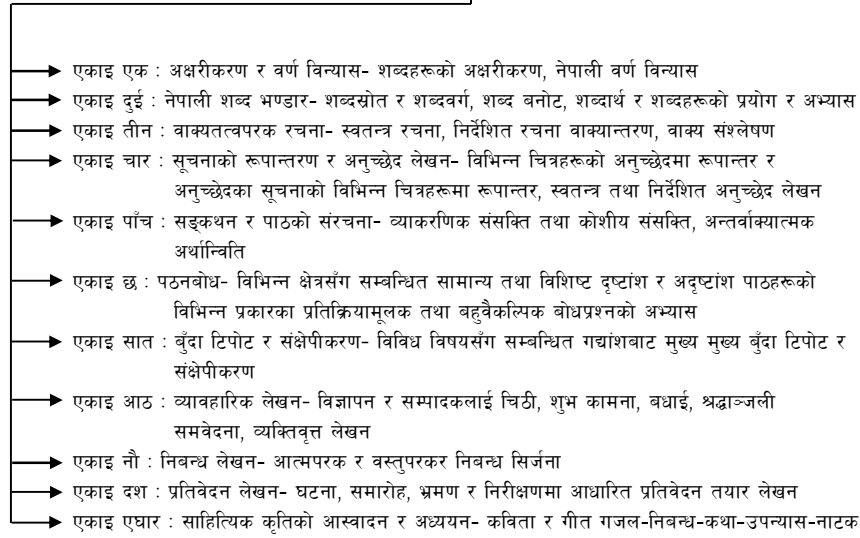 एकाइ एक : अक्षरीकरण र वर्ण विन्यास- शब्दहरूको अक्षरीकरण, नेपाली वर्ण विन्यास
एकाइ दुई : नेपाली शब्द भण्डार- शब्दस्रोत र शब्दवर्ग, शब्द बनोट, शब्दार्थ र शब्दहरूको प्रयोग र अभ्यास
एकाइ तीन : वाक्यतत्वपरक रचना- स्वतन्त्र रचना, निर्देशित रचना वाक्यान्तरण, वाक्य संश्लेषण
एकाइ चार : सूचनाको रूपान्तरण र अनुच्छेद लेखन- विभिन्न चित्रहरूको अनुच्छेदमा रूपान्तर र
अनुच्छेदका सूचनाको विभिन्न चित्रहरूमा रूपान्तर, स्वतन्त्र तथा निर्देशित अनुच्छेद लेखन
एकाइ पाँच : सङ्कथन र पाठको संरचना- व्याकरणिक संसक्ति तथा कोशीय संसक्ति, अन्तर्वाक्यात्मक
अर्थान्विति
एकाइ छ : पठनबोध- विभिन्न क्षेत्रसँग सम्बन्धित सामान्य तथा विशिष्ट दृष्टांश र अदृष्टांश पाठहरूको
विभिन्न प्रकारका प्रतिक्रियामूलक तथा बहुवैकल्पिक बोधप्रश्नको अभ्यास
एकाइ सात : बुँदा टिपोट र संक्षेपीकरण- विविध विषयसँग सम्बन्धित गद्यांशबाट मुख्य मुख्य बुँदा टिपोट र
संक्षेपीकरण
एकाइ आठ : व्यावहारिक लेखन- विज्ञापन र सम्पादकलाई चिठी, शुभ कामना, बधाई, श्रद्धाञ्जली
समवेदना, व्यक्तिवृत्त लेखन
एकाइ नौ : निबन्ध लेखन- आत्मपरक र वस्तुपरकर निबन्ध सिर्जना
एकाइ दश : प्रतिवेदन लेखन- घटना, समारोह, भ्रमण र निरीक्षणमा आधारित प्रतिवेदन तयार लेखन
एकाइ एघार : साहित्यिक कृतिको आस्वादन र अध्ययन- कविता र गीत गजल-निबन्ध-कथा-उपन्यास-नाटक